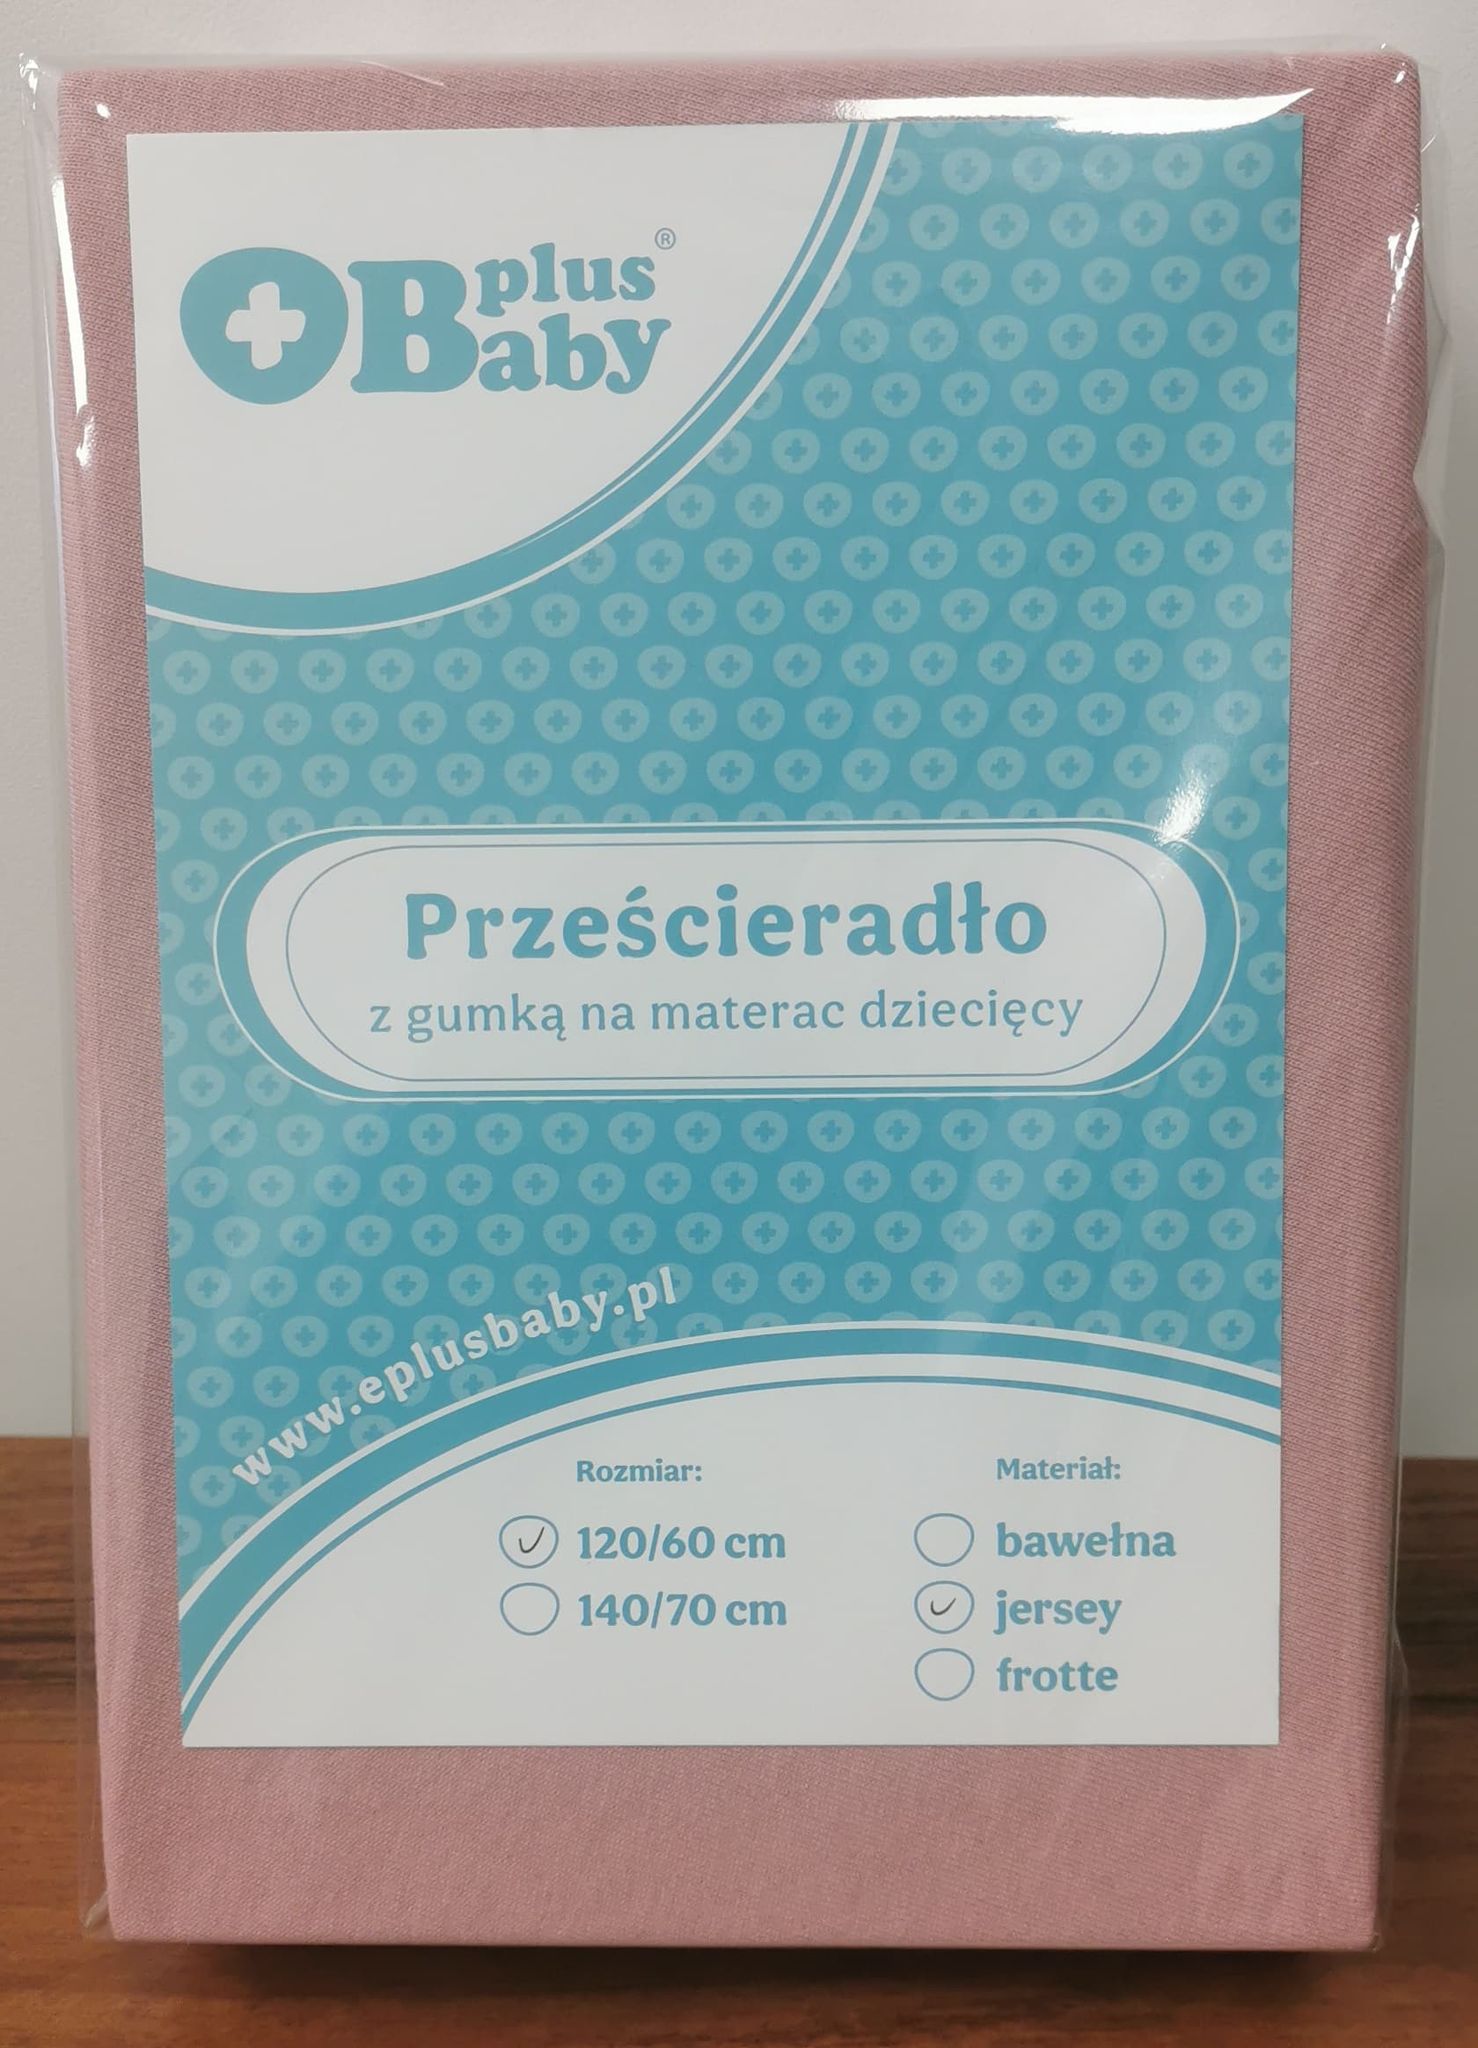 plus®
Baby
Prześcieradło
z gumką na materac dziecięcy
www.eplusbaby.pl
Rozmiar:
120/60 cm
140/70 cm
Materiał:
bawełna
jersey
frotte